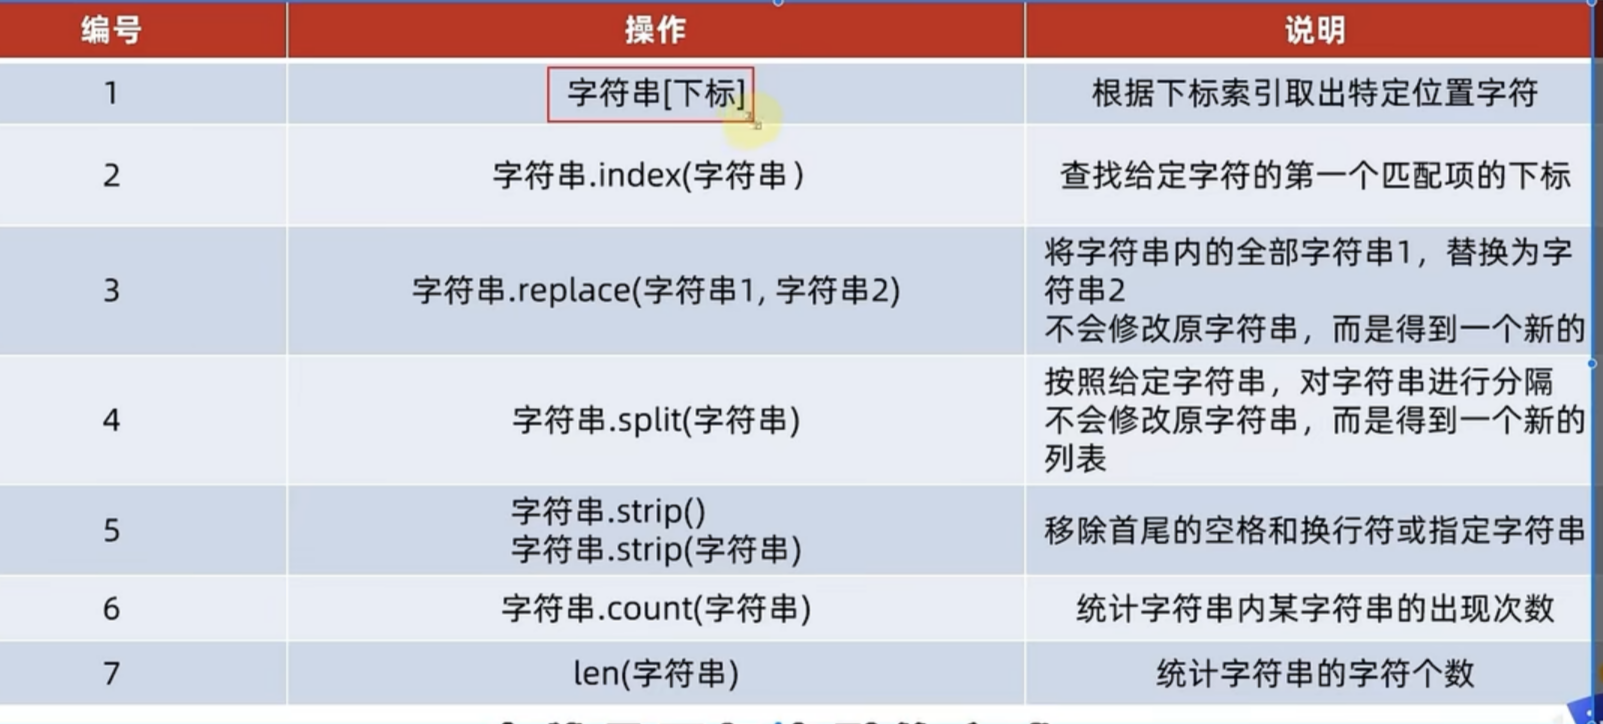 编号 操作 说明
1 字符串[下标] 根据下标索引取出特定位置字符
2 字符串.index(字符串） 查找给定字符的第一个匹配项的下标
3 字符串.replace(字符串1, 字符串2) 将字符串内的全部字符串1，替换为字
符串2
不会修改原字符串，而是得到一个新的
4 字符串.split(字符串) 按照给定字符串，对字符串进行分隔
不会修改原字符串，而是得到一个新的
列表
5 字符串.strip()
字符串.strip(字符串) 移除首尾的空格和换行符或指定字符串
6 字符串.count(字符串) 统计字符串内某字符串的出现次数
7 len(字符串) 统计字符串的字符个数